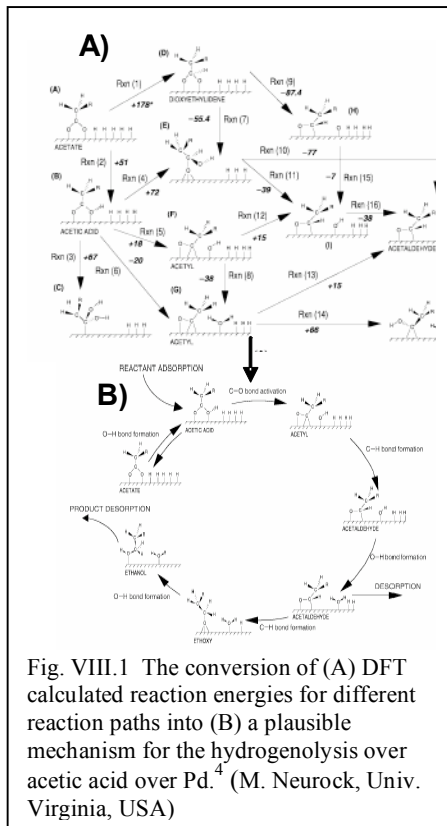 A)
(D)
Rxn (9)
-87.4
Rxn (1)
+178*
(A)
DIOXYETHYLIDENE
(H)
-55.4
Rxn (7)
(E)
ACETATE
Rxn (10)
-77
Rxn (2)
+51
Rxn (4)
+72
Rxn (11)
-39
-7
Rxn (15)
(B)
(F)
Rxn (12)
Rxn (16)
-38
Rxn (5)
+18
+15
(I)
ACETIC ACID
-20
ACETALDEHYDE
ACETYL
Rxn (3)
+67
Rxn (6)
-38
Rxn (8)
Rxn (13)
(C)
(G)
+15
Rxn (14)
ACETYL
+66
REACTANT ADSORPTION
B)
C-O bond activation
O-H bond formation
ACETIC ACID
ACETYL
C-H bond formation
ACETATE
PRODUCT DESORPTION
ACETALDEHYDE
O-H bond formation
ETHANOL
DESORPTION
O-H bond formation
ACETALDEHYDE
C-H bond formation
ETHOXY
Fig. VIII.1 The conversion of (A) DFT
calculated reaction energies for different
reaction paths into (B) a plausible
mechanism for the hydrogenolysis over
acetic acid over Pd.4 (M. Neurock, Univ.
Virginia, USA)